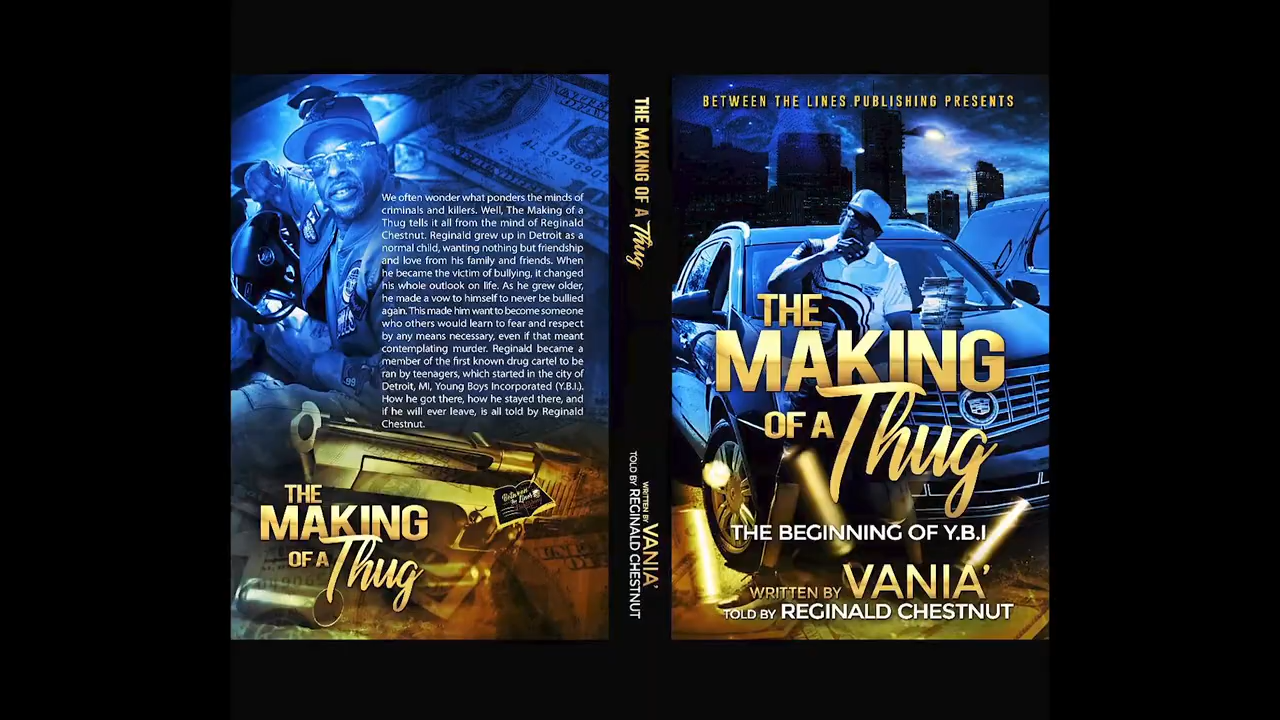 We often wonder what ponders the minds of
criminals and killers. Well, The Making of a
Thug tells it all from the mind of Reginald
Chestnut. Reginald grew up in Detroit as a
normal child, wanting nothing but friendship
and love from his family and friends. When
he became the victim of bullying, it changed
his whole outlook on life. As he grew older,
he made a vow to himself to never be bullied
again. This made him want to become someone
who others would learn to fear and respect
by any means necessary, even if that meant
contemplating murder. Reginald became a
member of the first known drug cartel to be
ran by teenagers, which started in the city of
Detroit, MI, Young Boys Incorporated (Y.B.I.).
How he got there, how he stayed there, and
if he will ever leave, is all told by Reginald
Chestnut.
Between
The Lines
THE
MAKING
OF A Thug
THE MAKING OF A Thug
WRITTEN BY VANIA'
TOLD BY REGINALD CHESTNUT
BETWEEN THE LINES PUBLISHING PRESENTS
THE
MAKING
OF A Thug
THE BEGINNING OF Y.B.I
WRITTEN BY VANIA'
TOLD BY REGINALD CHESTNUT